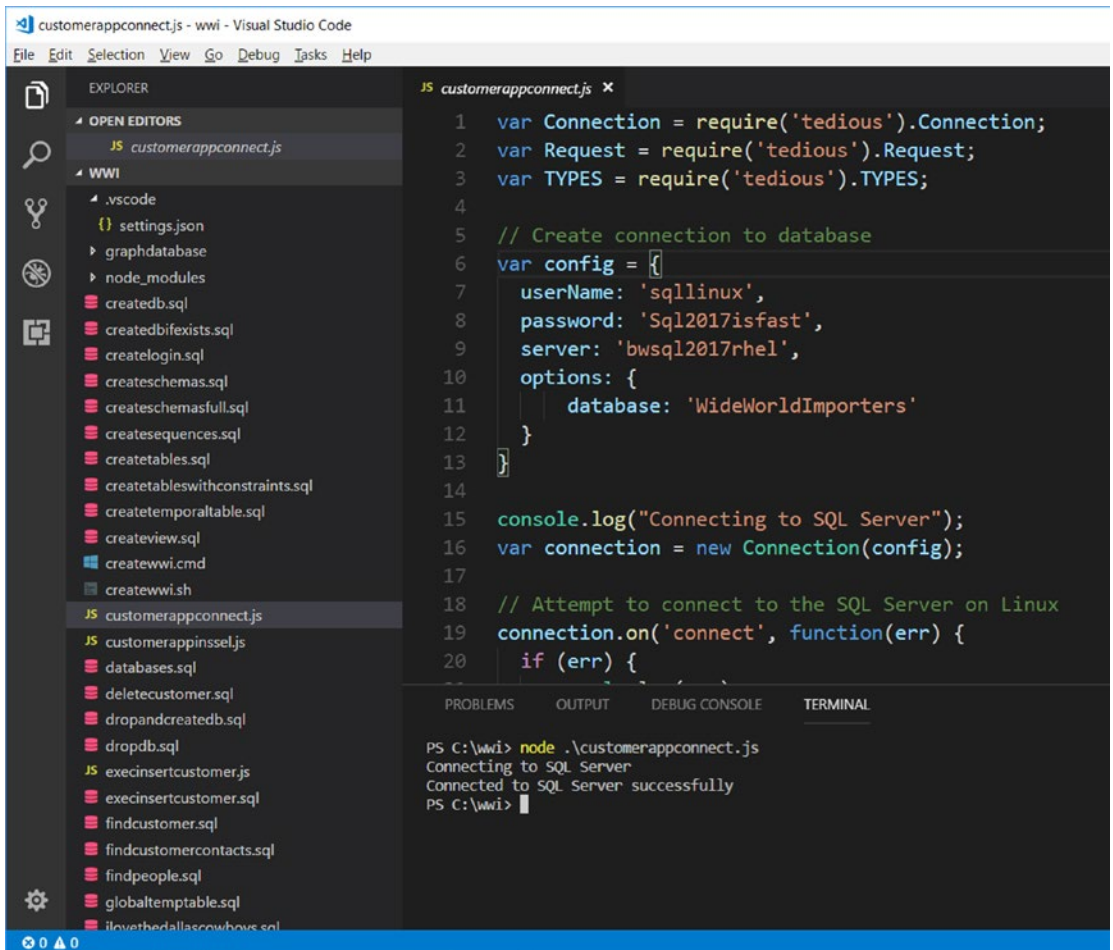 customerappconnect.js - wwi - Visual Studio Code
File Edit Selection View Go Debug Tasks Help
EXPLORER
OPEN EDITORS
JS customerappconnect.js
WWI
.vscode
{} settings.json
graphdatabase
node_modules
createdb.sql
createdbifexists.sql
createlogin.sql
createschemas.sql
createschemasfull.sql
createsequences.sql
createtables.sql
createtableswithconstraints.sql
createtemporaltable.sql
createview.sql
createwwi.cmd
createwwi.sh
JS customerappconnect.js
JS customerappinssel.js
databases.sql
deletecustomer.sql
dropandcreatedb.sql
dropdb.sql
JS execinsertcustomer.js
execinsertcustomer.sql
findcustomer.sql
findcustomercontacts.sql
findpeople.sql
globaltemptable.sql
ilovethedallascowboys.sql
JS customerappconnect.js
1 var Connection = require('tedious').Connection;
2 var Request = require('tedious').Request;
3 var TYPES = require('tedious').TYPES;
4
5 // Create connection to database
6 var config = {
7 userName: 'sqllinux',
8 password: 'Sql2017isfast',
9 server: 'bwsql2017rhel',
10 options: {
11 database: 'WideWorldImporters'
12 }
13 }
14
15 console.log("Connecting to SQL Server");
16 var connection = new Connection(config);
17
18 // Attempt to connect to the SQL Server on Linux
19 connection.on('connect', function(err) {
20 if (err) {
PROBLEMS OUTPUT DEBUG CONSOLE TERMINAL
PS C:\wwi> node .\customerappconnect.js
Connecting to SQL Server
Connected to SQL Server successfully
PS C:\wwi>
0 0